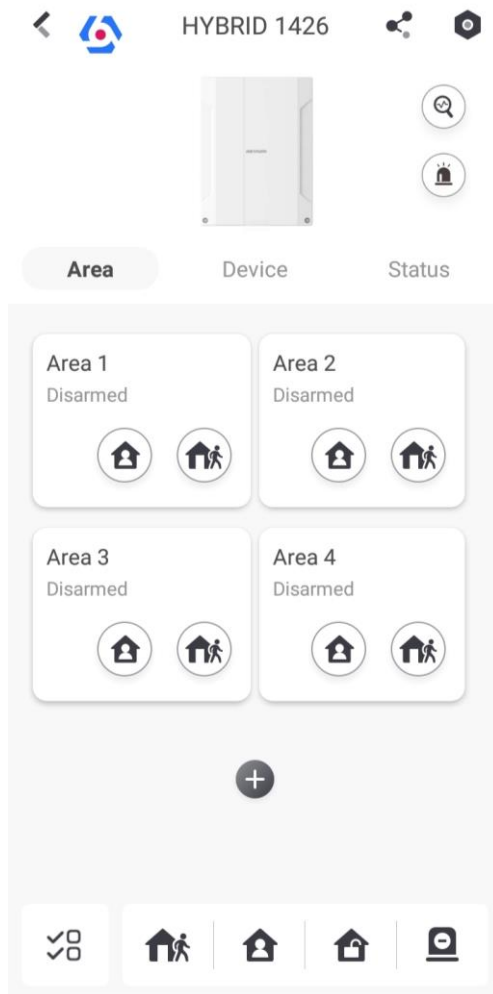 HYBRID 1426
Area Device Status
Area 1 Area 2
Disarmed Disarmed
Area 3 Area 4
Disarmed Disarmed